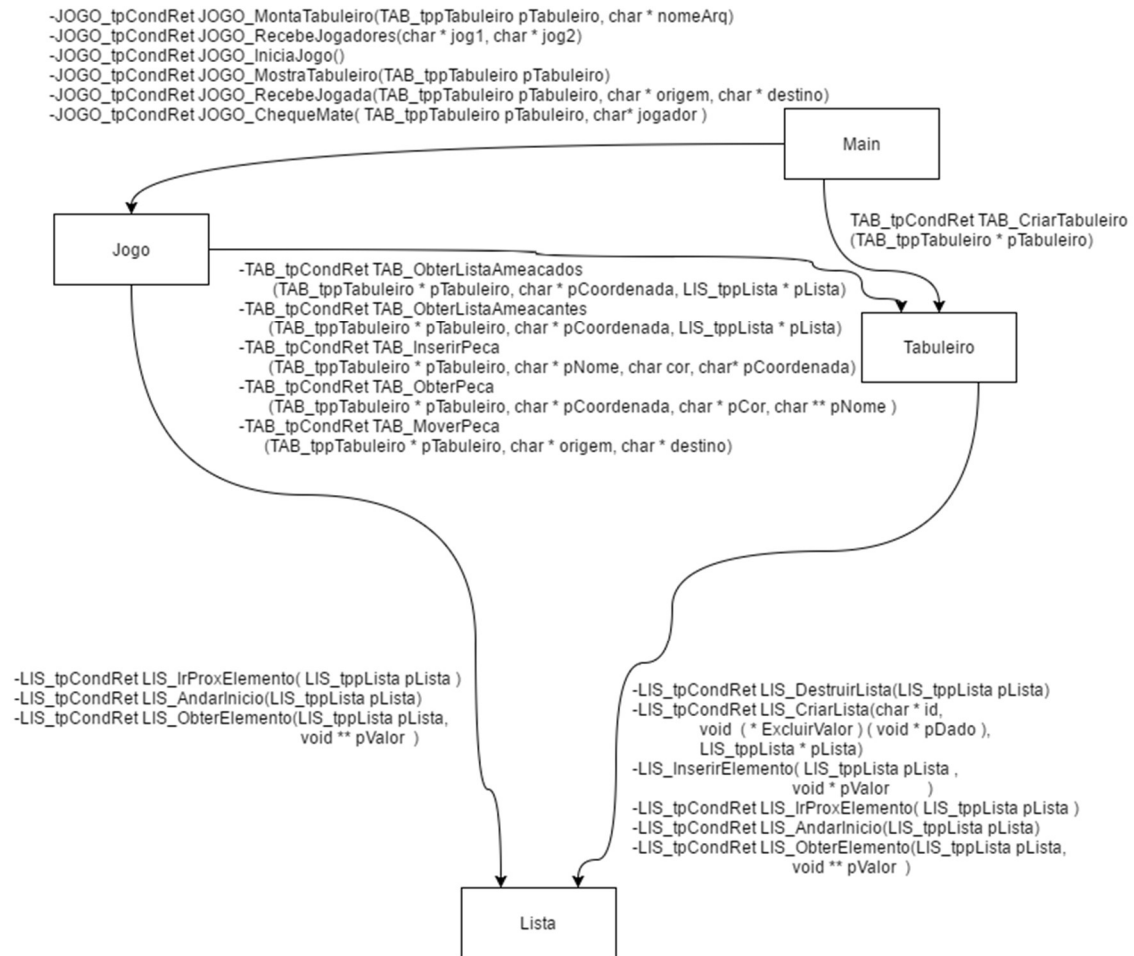 -JOGO_tpCondRet JOGO_MontaTabuleiro(TAB_tppTabuleiro pTabuleiro, char * nomeArq)
-JOGO_tpCondRet JOGO_RecebeJogadores(char * jog1, char * jog2)
-JOGO_tpCondRet JOGO_IniciaJogo()
-JOGO_tpCondRet JOGO_MostraTabuleiro(TAB_tppTabuleiro pTabuleiro)
-JOGO_tpCondRet JOGO_RecebeJogada(TAB_tppTabuleiro pTabuleiro, char * origem, char * destino)
-JOGO_tpCondRet JOGO_ChequeMate( TAB_tppTabuleiro pTabuleiro, char* jogador )
Main
TAB_tpCondRet TAB_CriarTabuleiro
(TAB_tppTabuleiro * pTabuleiro)
Jogo
-TAB_tpCondRet TAB_ObterListaAmeacados
(TAB_tppTabuleiro * pTabuleiro, char * pCoordenada, LIS_tppLista * pLista)
-TAB_tpCondRet TAB_ObterListaAmeacantes
(TAB_tppTabuleiro * pTabuleiro, char * pCoordenada, LIS_tppLista * pLista)
-TAB_tpCondRet TAB_InserirPeca
(TAB_tppTabuleiro * pTabuleiro, char * pNome, char cor, char* pCoordenada)
-TAB_tpCondRet TAB_ObterPeca
(TAB_tppTabuleiro * pTabuleiro, char * pCoordenada, char * pCor, char ** pNome )
-TAB_tpCondRet TAB_MoverPeca
(TAB_tppTabuleiro * pTabuleiro, char * origem, char * destino)
Tabuleiro
-LIS_tpCondRet LIS_IrProxElemento( LIS_tppLista pLista )
-LIS_tpCondRet LIS_AndarInicio(LIS_tppLista pLista)
-LIS_tpCondRet LIS_ObterElemento(LIS_tppLista pLista,
void ** pValor )
-LIS_tpCondRet LIS_DestruirLista(LIS_tppLista pLista)
-LIS_tpCondRet LIS_CriarLista(char * id,
void ( * ExcluirValor ) ( void * pDado ),
LIS_tppLista * pLista)
-LIS_InserirElemento( LIS_tppLista pLista ,
void * pValor )
-LIS_tpCondRet LIS_IrProxElemento( LIS_tppLista pLista )
-LIS_tpCondRet LIS_AndarInicio(LIS_tppLista pLista)
-LIS_tpCondRet LIS_ObterElemento(LIS_tppLista pLista,
void ** pValor )
Lista